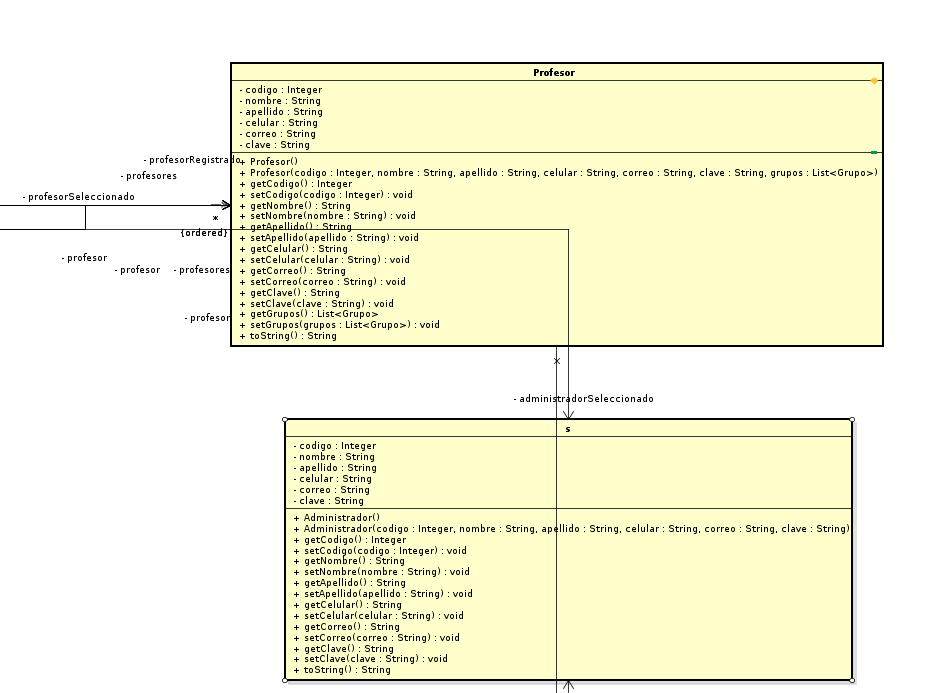 Profesor
- codigo : Integer
- nombre : String
- apellido : String
- celular : String
- correo : String
- clave : String
+ Profesor()
+ Profesor(codigo : Integer, nombre : String, apellido : String, celular : String, correo : String, clave : String, grupos : List<Grupo>)
+ getCodigo() : Integer
+ setCodigo(codigo : Integer) : void
+ getNombre() : String
+ setNombre(nombre : String) : void
+ getApellido() : String
+ setApellido(apellido : String) : void
+ getCelular() : String
+ setCelular(celular : String) : void
+ getCorreo() : String
+ setCorreo(correo : String) : void
+ getClave() : String
+ setClave(clave : String) : void
+ getGrupos() : List<Grupo>
+ setGrupos(grupos : List<Grupo>) : void
+ toString() : String
- profesorRegistrado
- profesores
- profesorSeleccionado
*
{ordered}
- profesor
- profesor
- profesores
- profesor
- administradorSeleccionado
s
- codigo : Integer
- nombre : String
- apellido : String
- celular : String
- correo : String
- clave : String
+ Administrador()
+ Administrador(codigo : Integer, nombre : String, apellido : String, celular : String, correo : String, clave : String)
+ getCodigo() : Integer
+ setCodigo(codigo : Integer) : void
+ getNombre() : String
+ setNombre(nombre : String) : void
+ getApellido() : String
+ setApellido(apellido : String) : void
+ getCelular() : String
+ setCelular(celular : String) : void
+ getCorreo() : String
+ setCorreo(correo : String) : void
+ getClave() : String
+ setClave(clave : String) : void
+ toString() : String